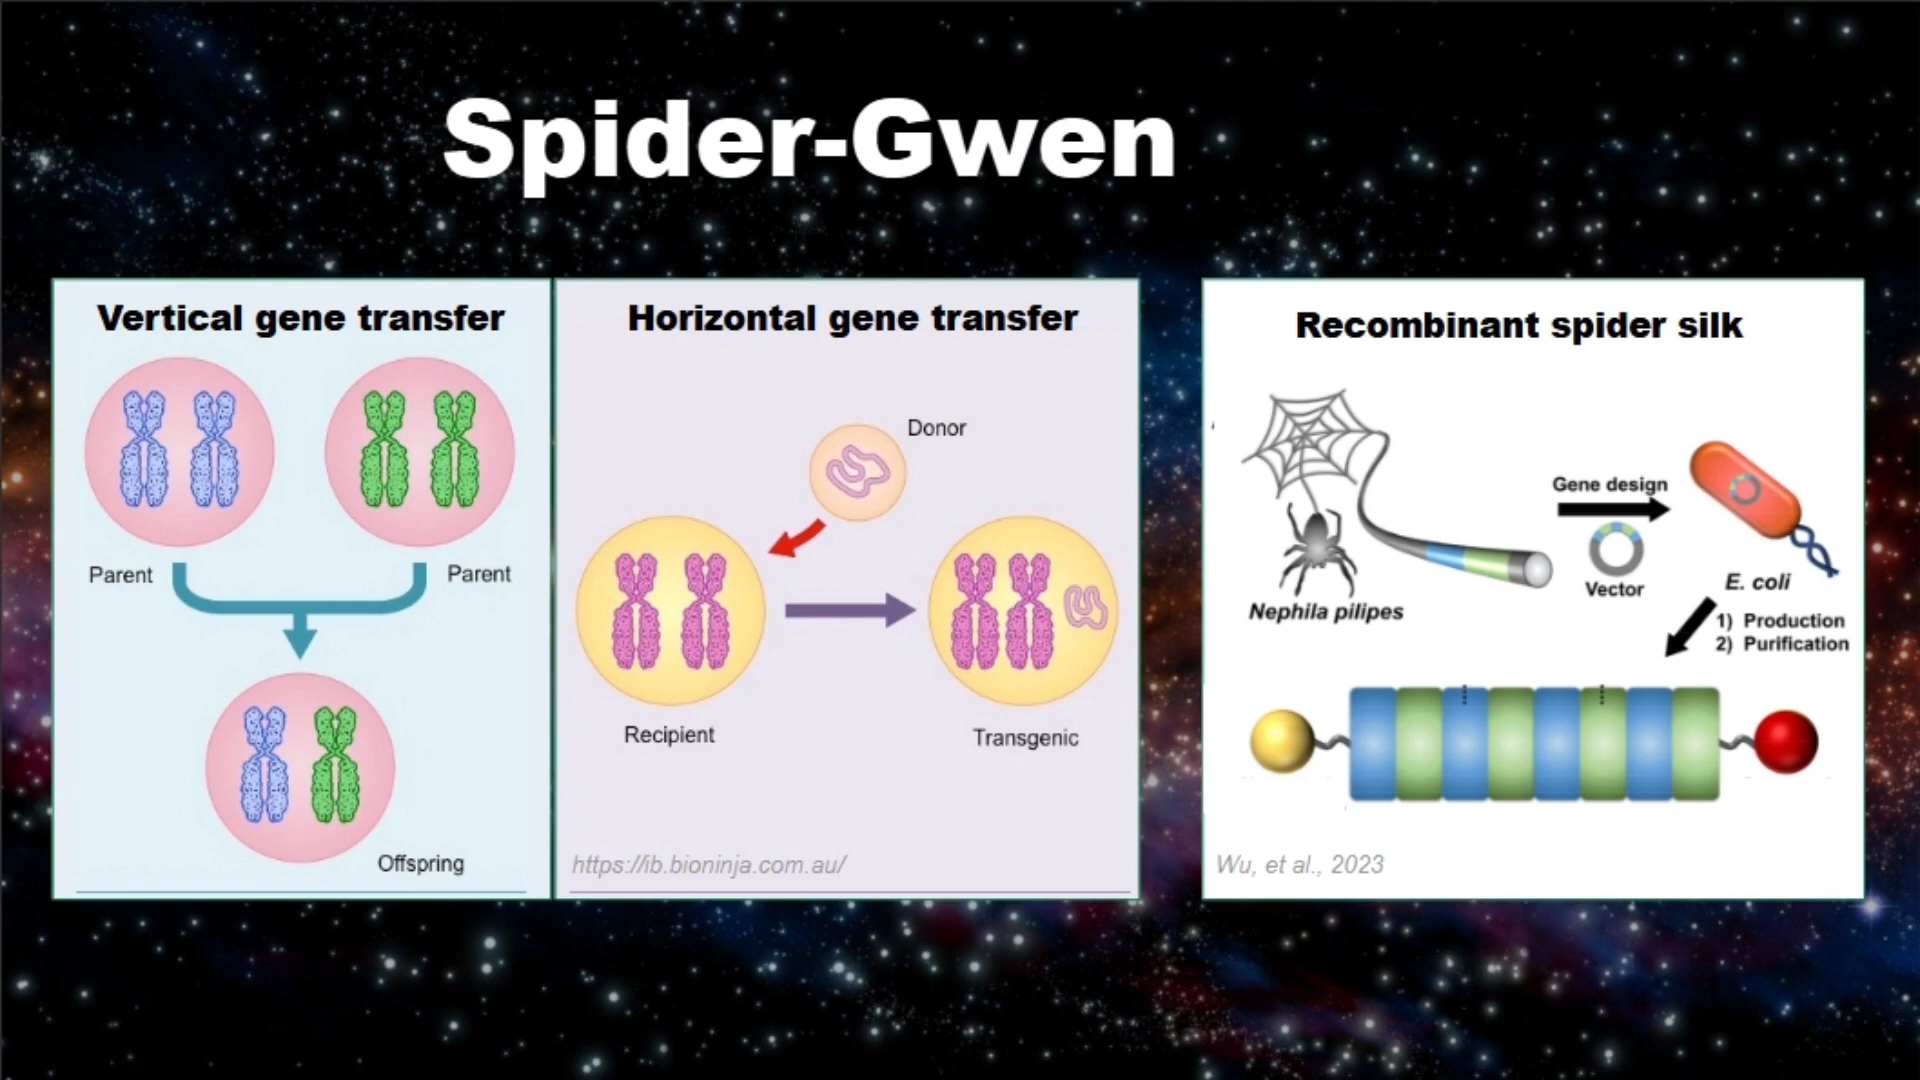 Spider-Gwen
Vertical gene transfer
Parent
Parent
Offspring
Horizontal gene transfer
Donor
Recipient
Transgenic
https://ib.bioninja.com.au/
Recombinant spider silk
Nephila pilipes
Gene design
Vector
E. coli
1) Production
2) Purification
Wu, et al., 2023